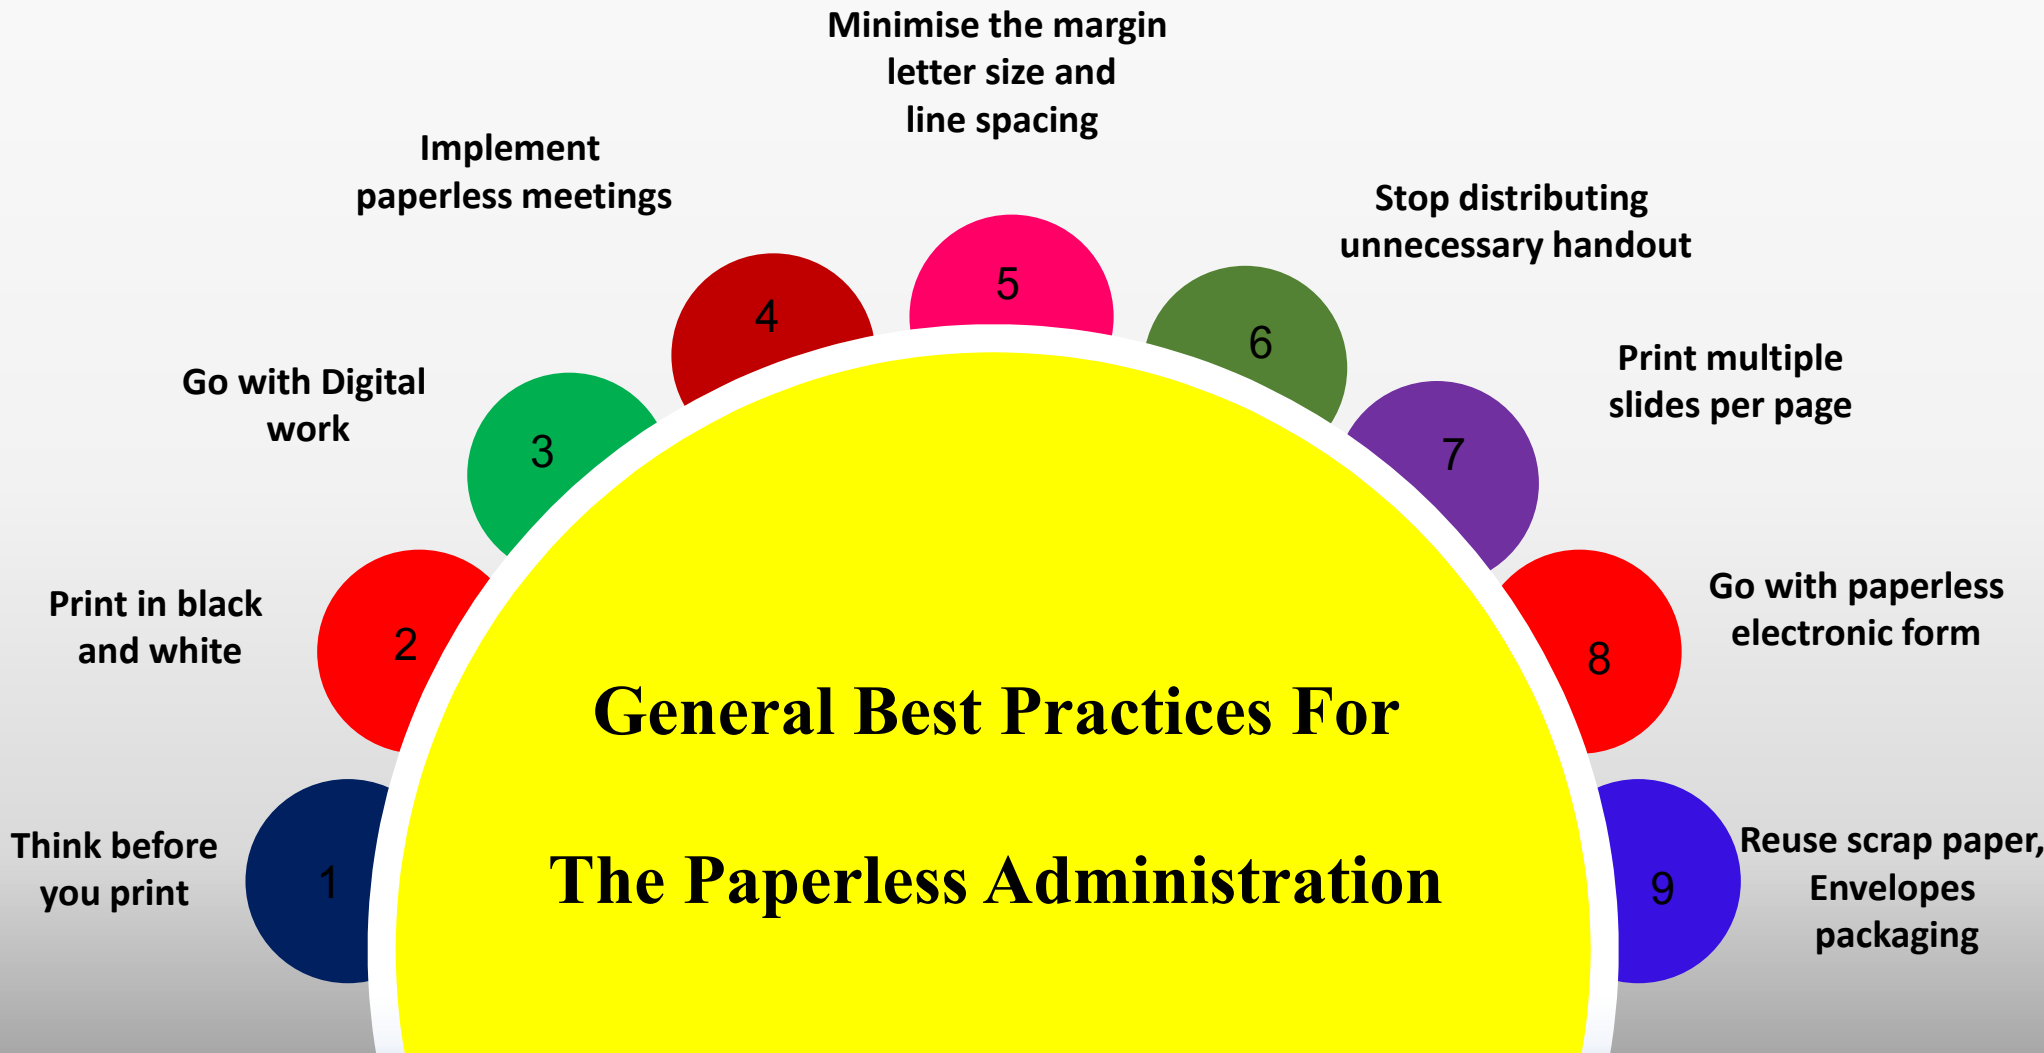 Minimise the margin
letter size and
line spacing
Implement
paperless meetings
Stop distributing
unnecessary handout
5
4
6
Print multiple
slides per page
Go with Digital
work
3
7
Print in black
and white
2
Go with paperless
electronic form
8
General Best Practices For
The Paperless Administration
Think before
you print
1
9
Reuse scrap paper,
Envelopes
packaging